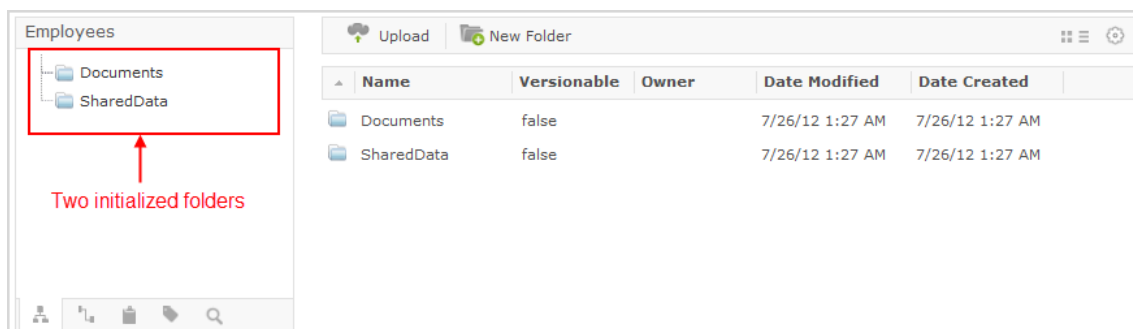 Employees
Documents
SharedData
Two initialized folders
Upload New Folder
Name Versionable Owner Date Modified Date Created
Documents false 7/26/12 1:27 AM 7/26/12 1:27 AM
SharedData false 7/26/12 1:27 AM 7/26/12 1:27 AM